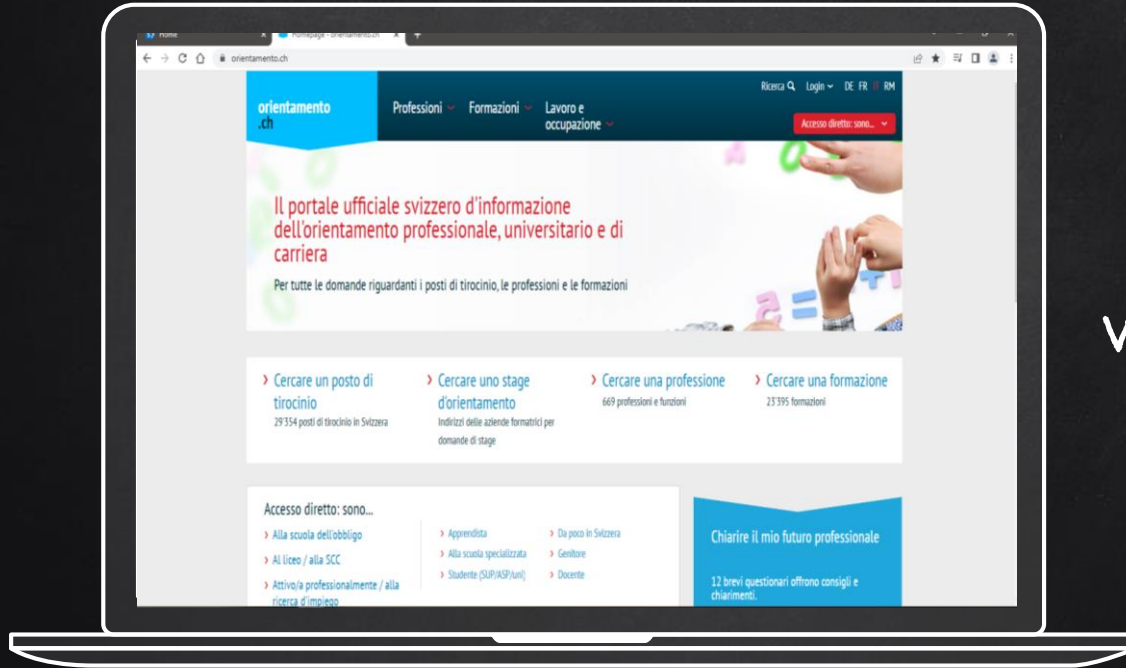 Home
Homepage - orientamento.ch
orientamento.ch
Ricerca Login DE FR IT RM
orientamento
.ch
Professioni Formazioni Lavoro e
occupazione
Accesso diretto: sono...
Il portale ufficiale svizzero d'informazione
dell'orientamento professionale, universitario e di
carriera
Per tutte le domande riguardanti i posti di tirocinio, le professioni e le formazioni
Cercare un posto di
tirocinio
29'354 posti di tirocinio in Svizzera
Cercare uno stage
d'orientamento
Indirizzi delle aziende formatrici per
domande di stage
Cercare una professione
669 professioni e funzioni
Cercare una formazione
23'395 formazioni
Accesso diretto: sono...
Alla scuola dell'obbligo
Al liceo / alla SCC
Attivo/a professionalmente / alla
ricerca d'impiego
Apprendista
Alla scuola specializzata
Studente (SUP/ASP/uni)
Da poco in Svizzera
Genitore
Docente
Chiarire il mio futuro professionale
12 brevi questionari offrono consigli e
chiarimenti.